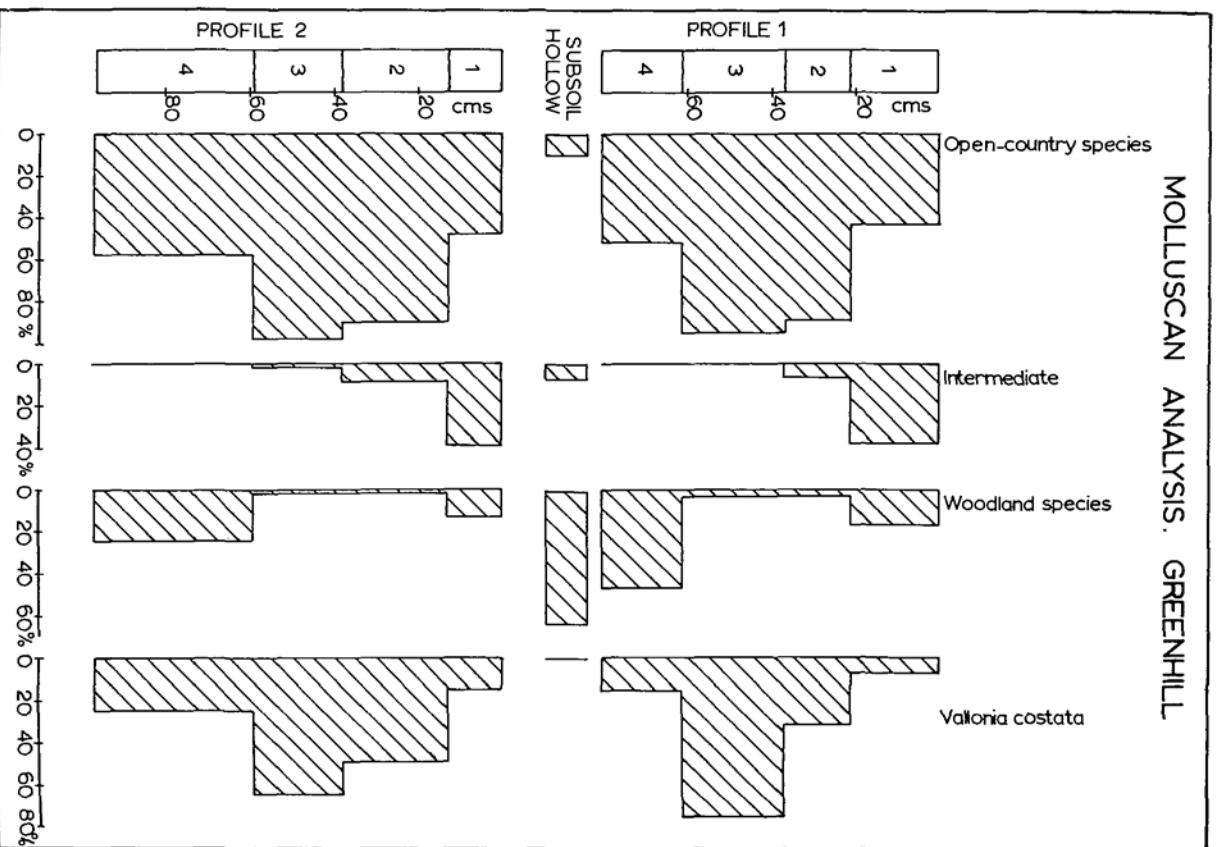 MOLLUSCAN ANALYSIS. GREENHILL
Open-country species
Intermediate
Woodland species
Vallonia costata
PROFILE 1
1
2
3
4
cms
20
40
60
SUBSOIL
HOLLOW
PROFILE 2
1
2
3
4
cms
20
40
60
80
0 20 40 60 80%
0 20 40%
0 20 40 60%
0 20 40 60 80%